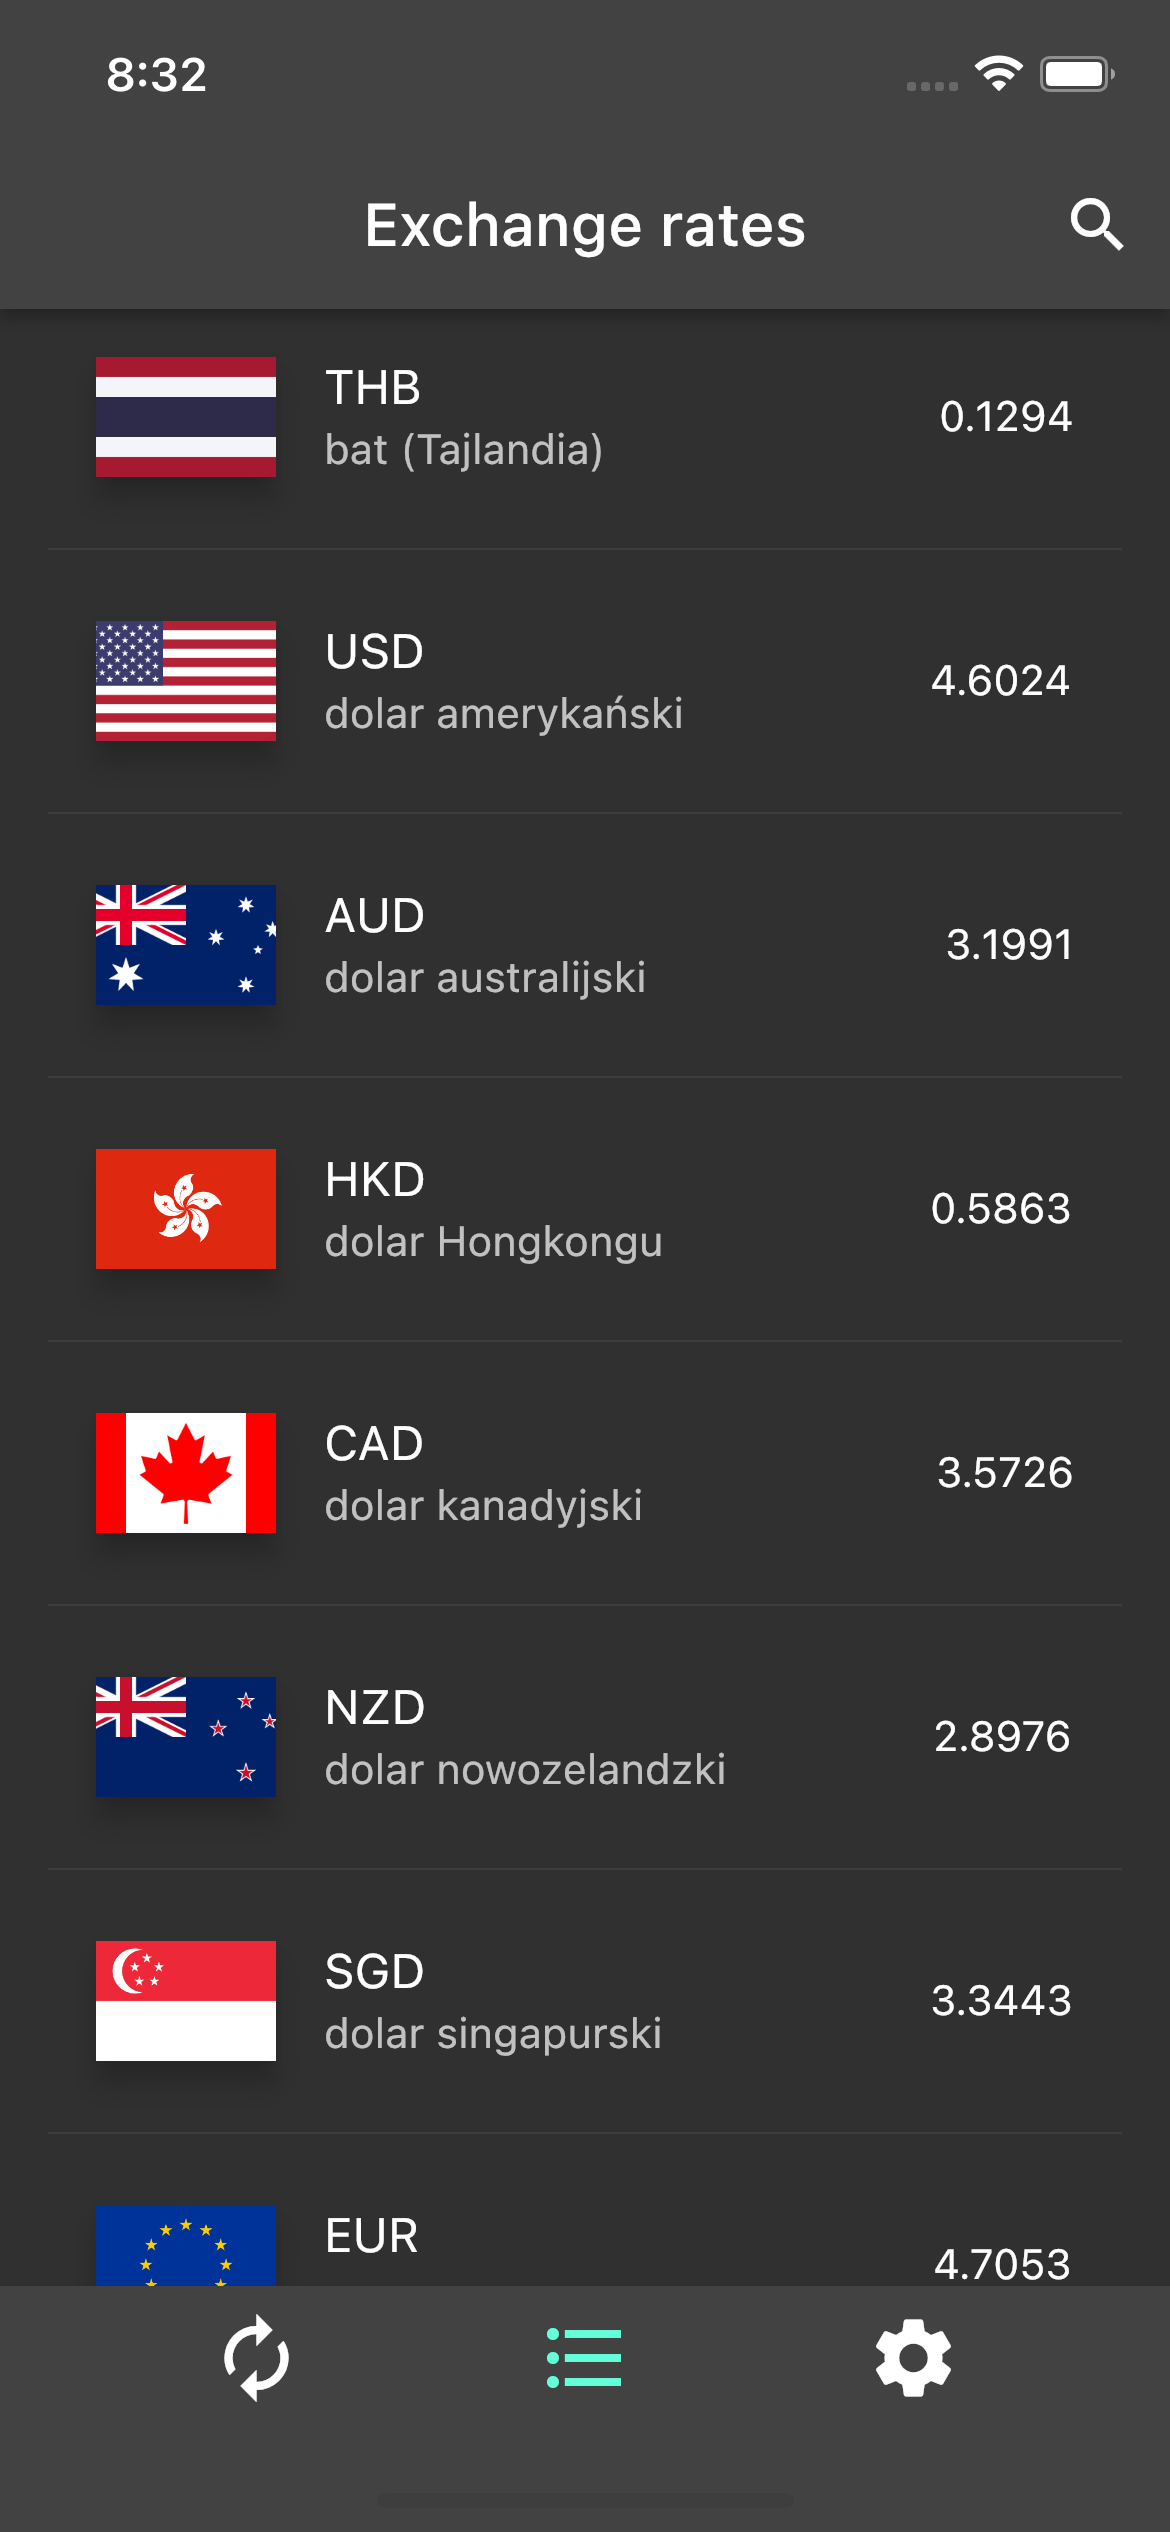 8:32
Exchange rates
THB
bat (Tajlandia)
0.1294
USD
dolar amerykański
4.6024
AUD
dolar australijski
3.1991
HKD
dolar Hongkongu
0.5863
CAD
dolar kanadyjski
3.5726
NZD
dolar nowozelandzki
2.8976
SGD
dolar singapurski
3.3443
EUR
4.7053